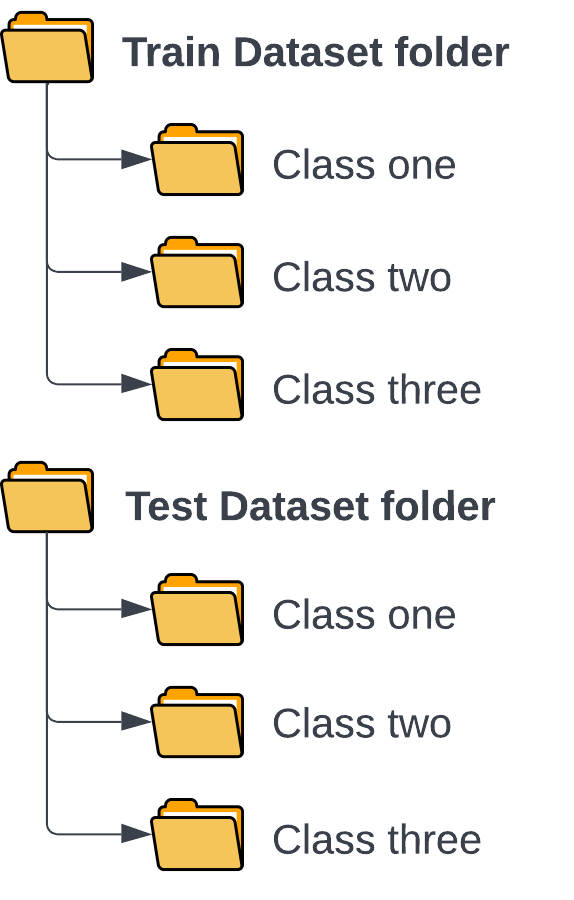 Train Dataset folder
Class one
Class two
Class three
Test Dataset folder
Class one
Class two
Class three